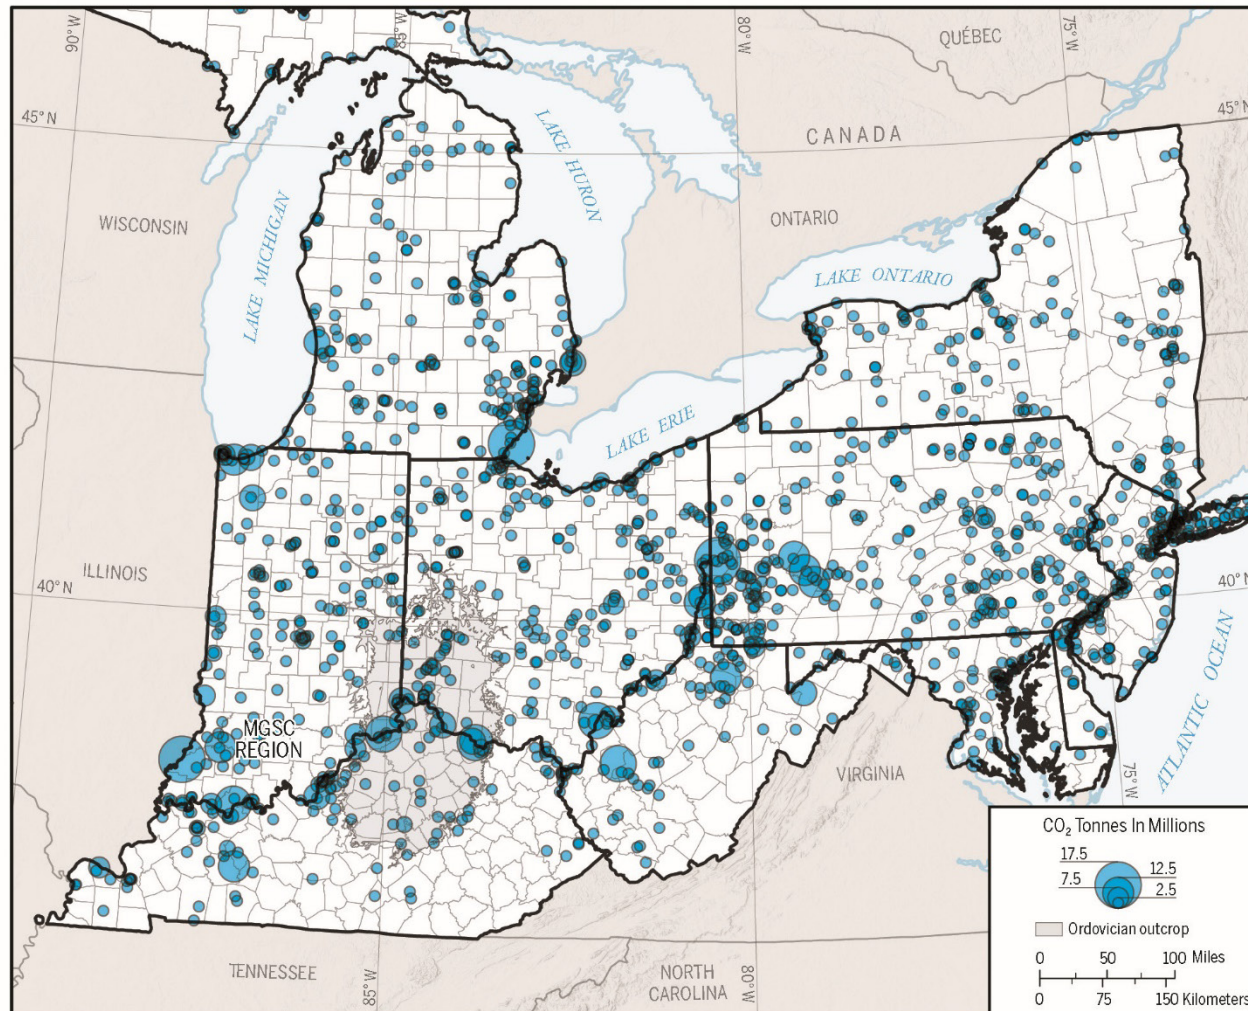 90°W
85°W
80°W
75°W
QUÉBEC
45°N
45°N
CANADA
LAKE HURON
WISCONSIN
LAKE MICHIGAN
ONTARIO
LAKE ONTARIO
LAKE ERIE
ILLINOIS
40°N
40°N
ATLANTIC OCEAN
MGSC
REGION
VIRGINIA
75°W
TENNESSEE
85°W
NORTH
CAROLINA
80°W
CO₂ Tonnes In Millions
17.5
12.5
7.5
2.5
Ordovician outcrop
0 50 100 Miles
0 75 150 Kilometers